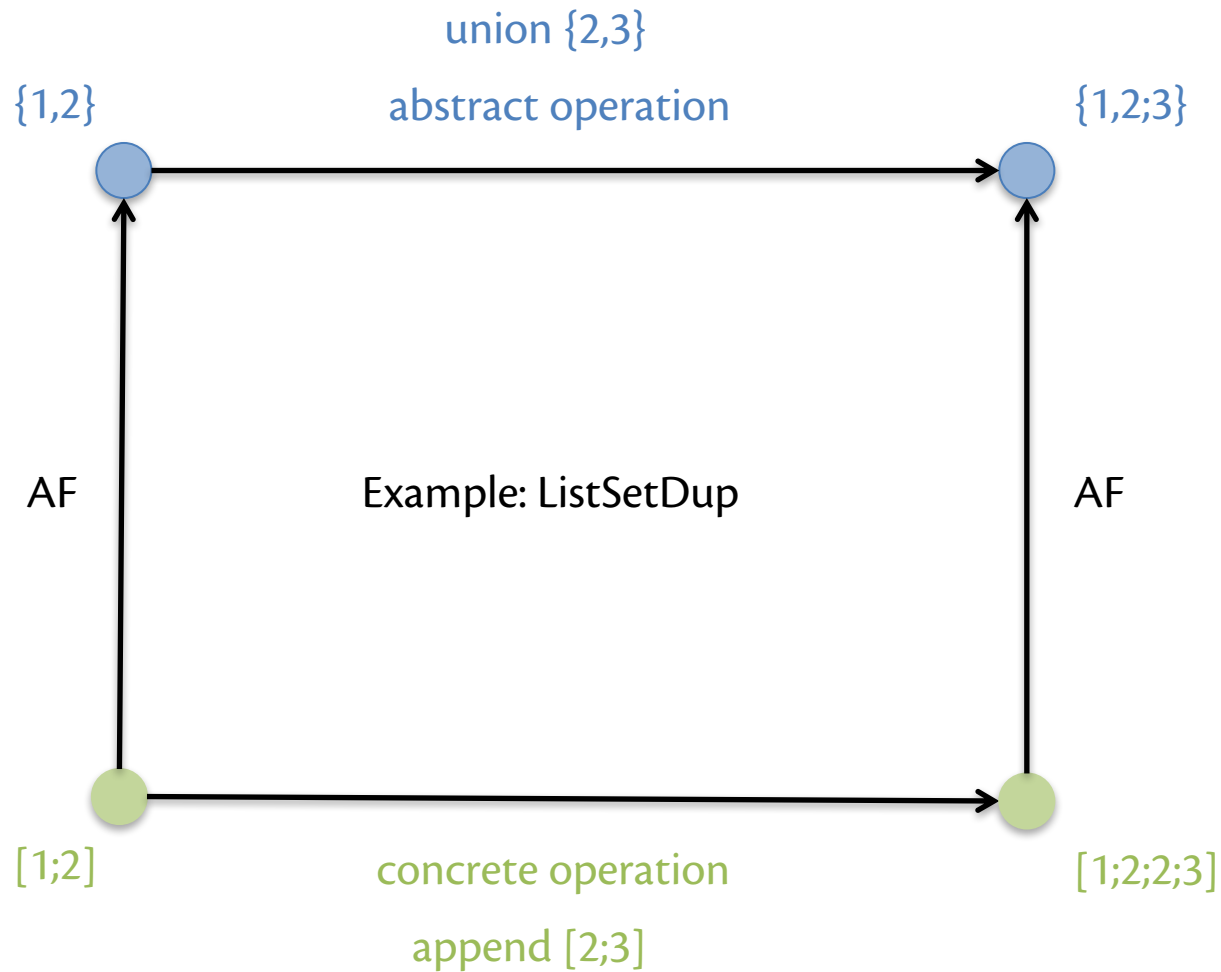 union {2,3}
{1,2}
abstract operation
{1,2;3}
AF
Example: ListSetDup
AF
[1;2]
concrete operation
[1;2;2;3]
append [2;3]